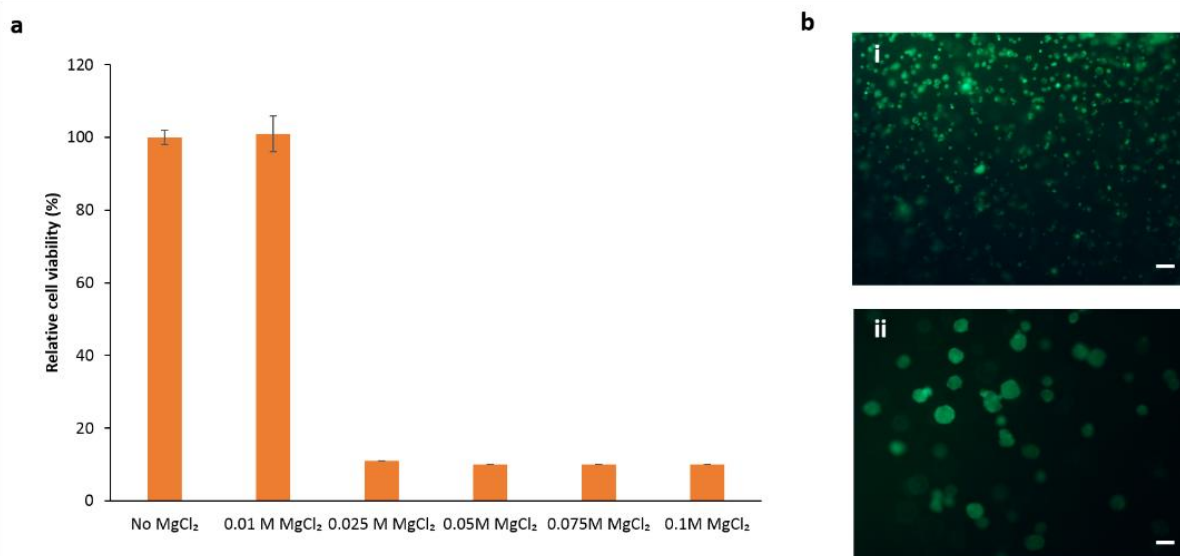 a
120
100
80
60
40
20
0
Relative cell viability (%)
No MgCl₂ 0.01 M MgCl₂ 0.025 M MgCl₂ 0.05M MgCl₂ 0.075M MgCl₂ 0.1M MgCl₂
b
i
ii